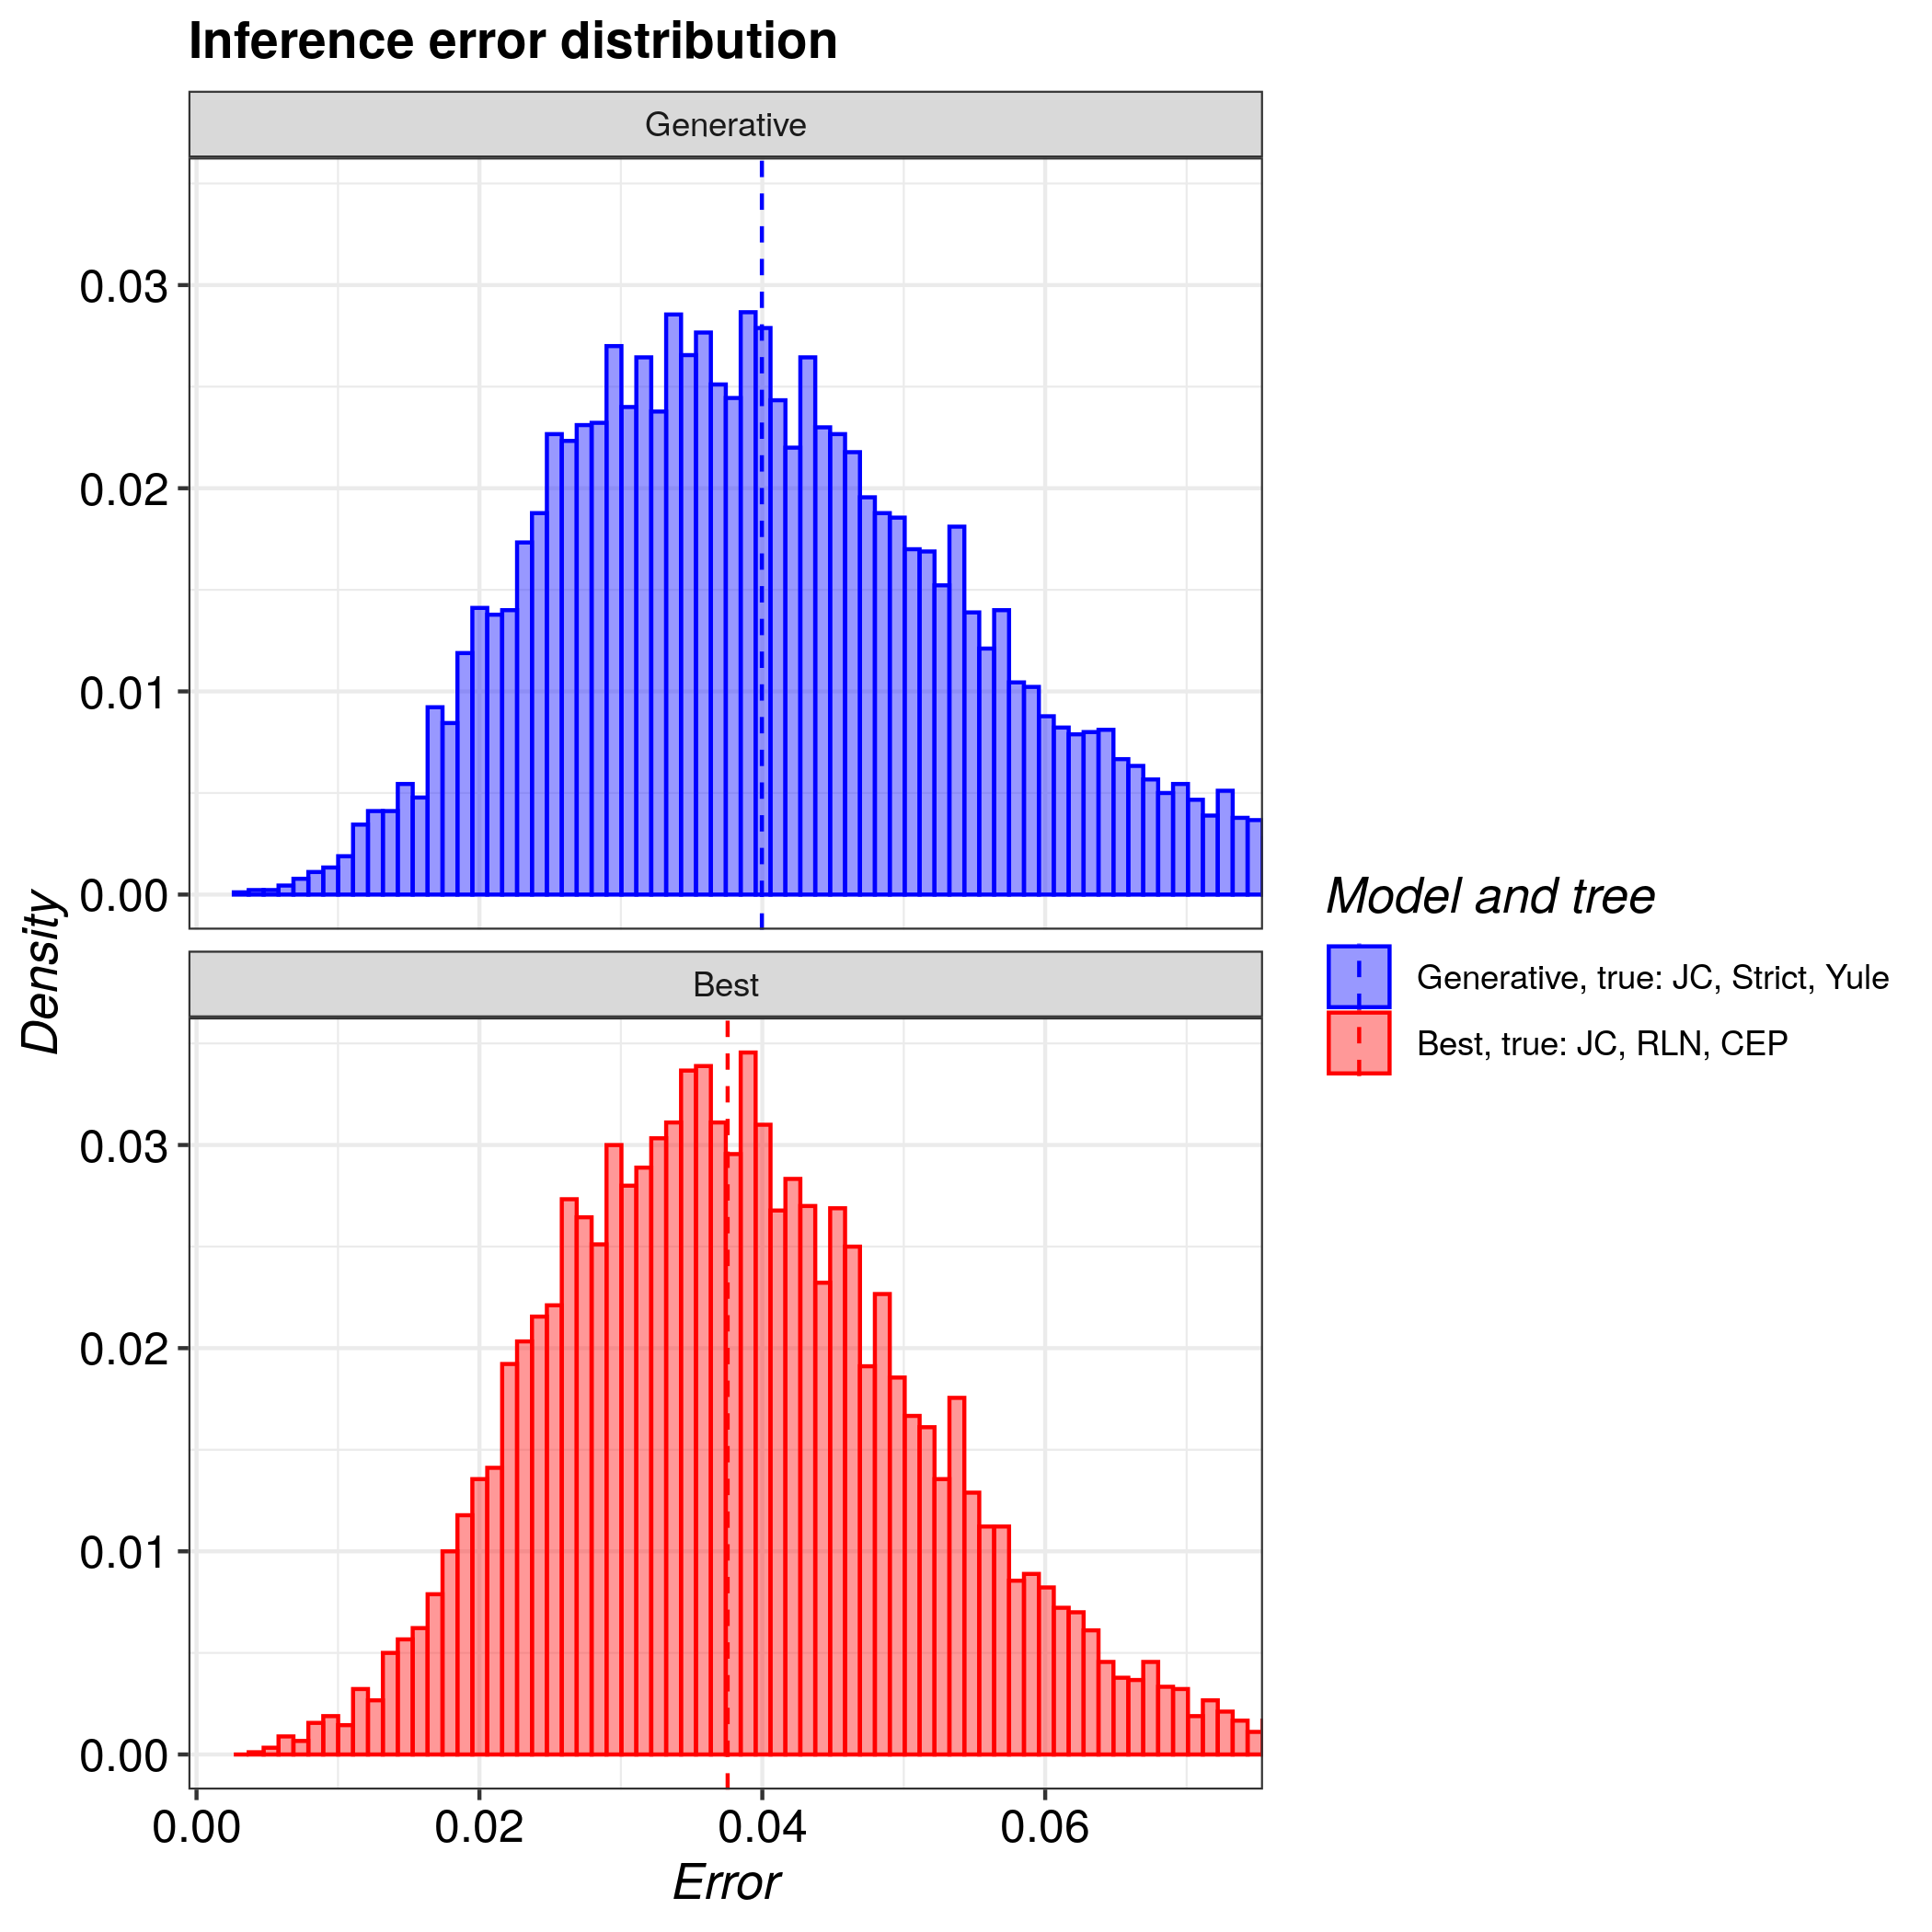 Inference error distribution
Generative
0.03
0.02
0.01
0.00
Density
Best
0.03
0.02
0.01
0.00
0.00 0.02 0.04 0.06
Error
Model and tree
Generative, true: JC, Strict, Yule
Best, true: JC, RLN, CEP